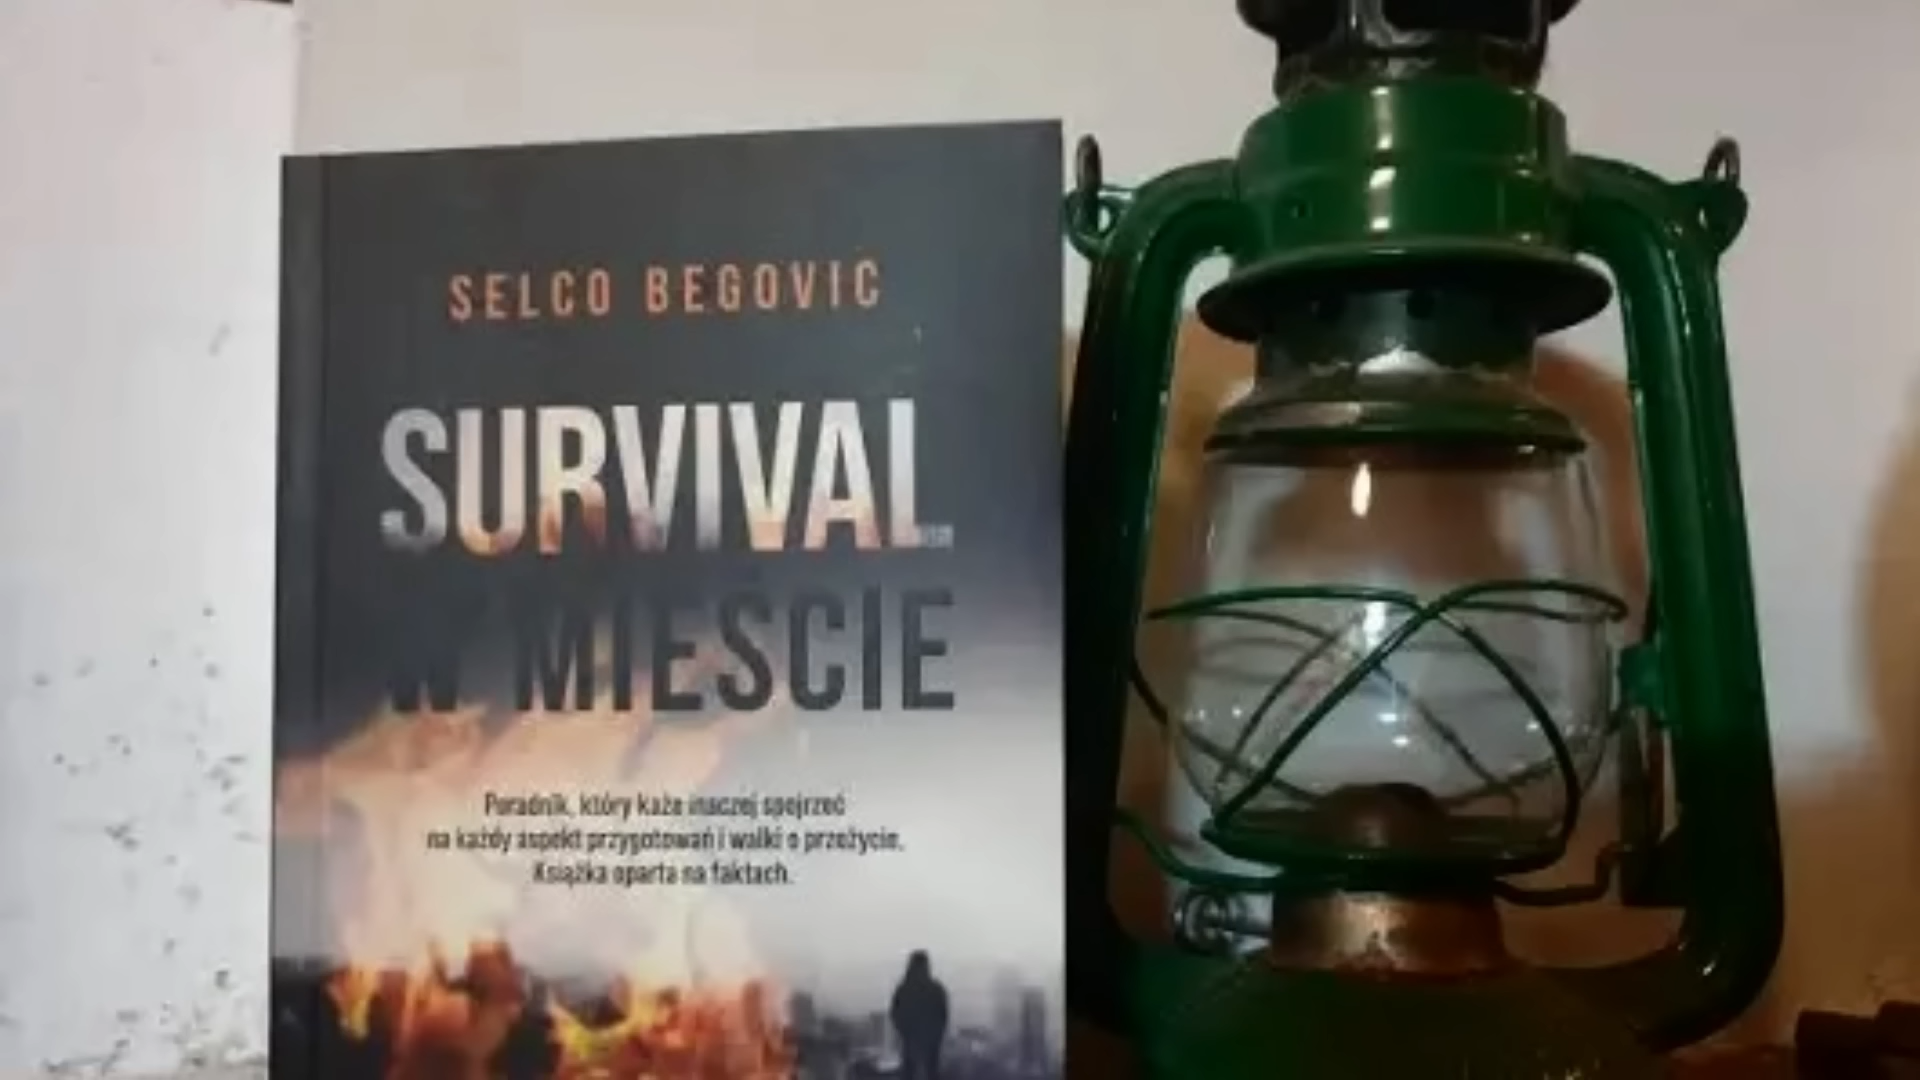 SELCO BEGOVIC
SURVIVAL
W MIEŚCIE
Poradnik, który każe inaczej spojrzeć
na każdy aspekt przygotowań i walki o przeżycie.
Książka oparta na faktach.